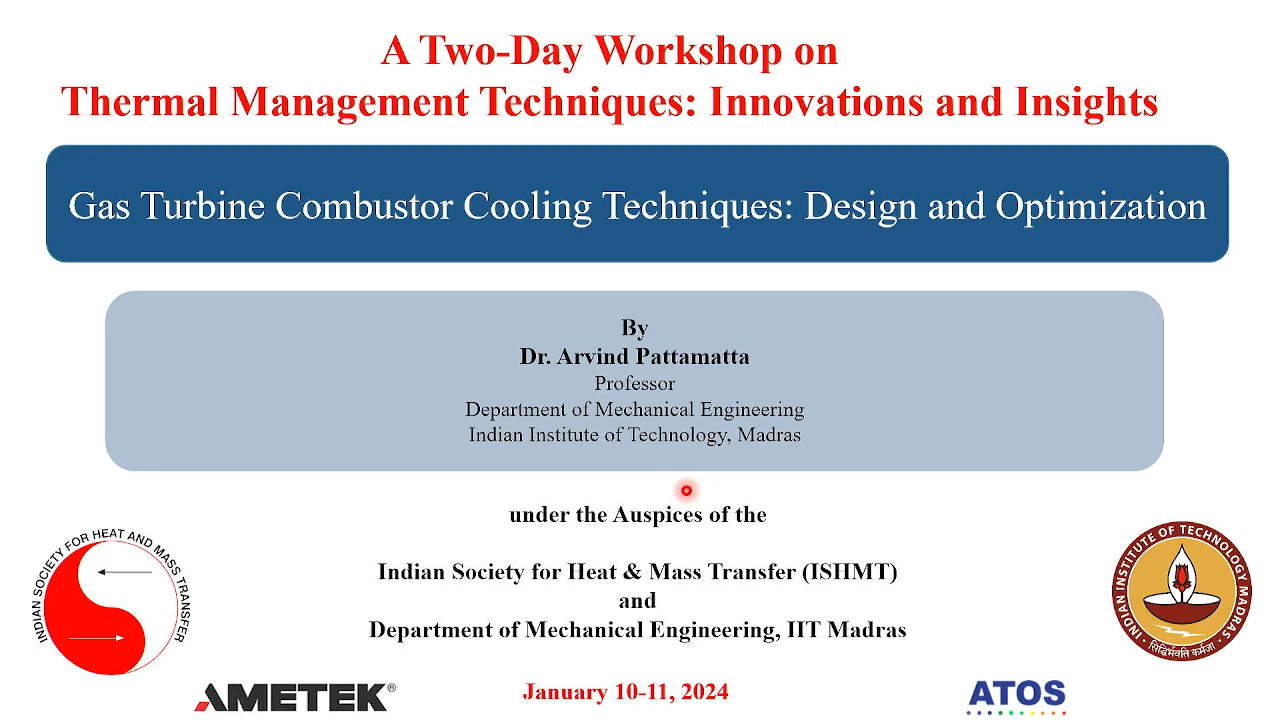 A Two-Day Workshop on
Thermal Management Techniques: Innovations and Insights
Gas Turbine Combustor Cooling Techniques: Design and Optimization
By
Dr. Arvind Pattamatta
Professor
Department of Mechanical Engineering
Indian Institute of Technology, Madras
under the Auspices of the
Indian Society for Heat & Mass Transfer (ISHMT)
and
Department of Mechanical Engineering, IIT Madras
INDIAN SOCIETY FOR HEAT AND MASS TRANSFER
INDIAN INSTITUTE OF TECHNOLOGY MADRAS
सिद्धिर्भवति कर्मजा
AMETEK®
January 10-11, 2024
ATOS